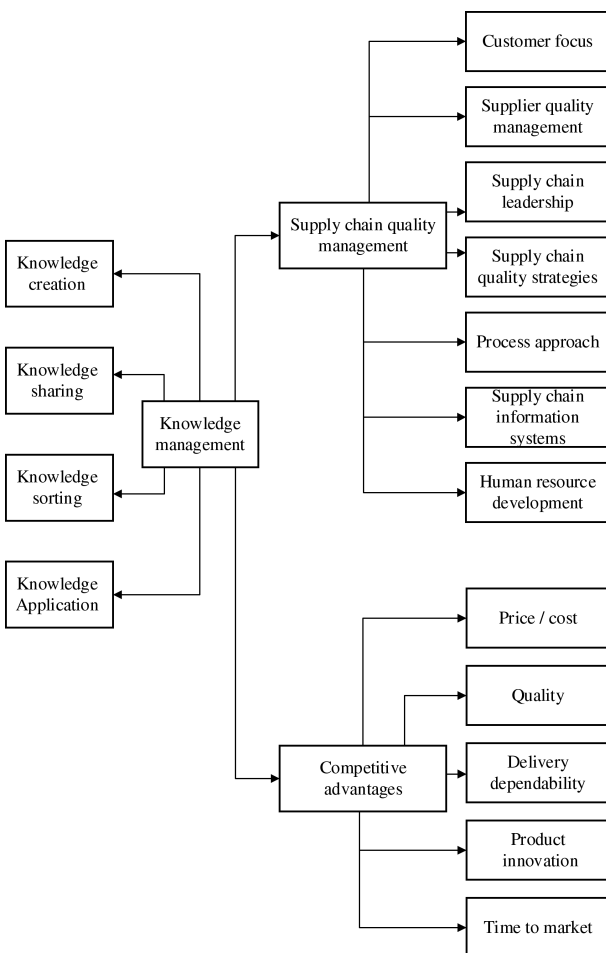 Customer focus
Supplier quality
management
Supply chain
leadership
Supply chain quality
management
Supply chain
quality strategies
Knowledge
creation
Process approach
Knowledge
sharing
Supply chain
information
systems
Knowledge
management
Knowledge
sorting
Human resource
development
Knowledge
Application
Price / cost
Quality
Competitive
advantages
Delivery
dependability
Product
innovation
Time to market